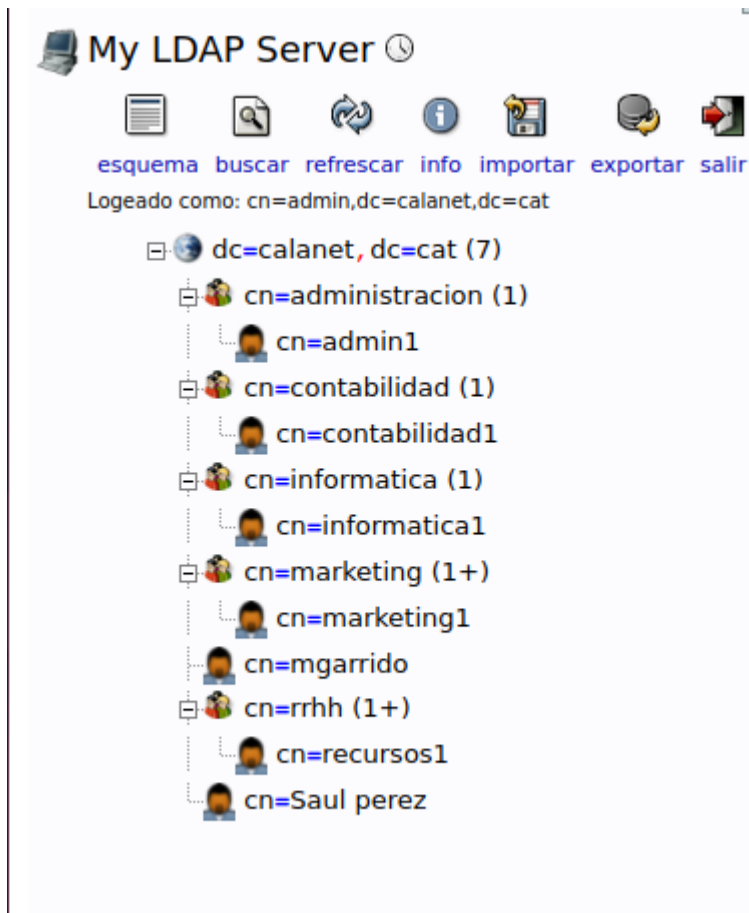 My LDAP Server
esquema buscar refrescar info importar exportar salir
Logeado como: cn=admin,dc=calanet,dc=cat
dc=calanet, dc=cat (7)
cn=administracion (1)
cn=admin1
cn=contabilidad (1)
cn=contabilidad1
cn=informatica (1)
cn=informatica1
cn=marketing (1+)
cn=marketing1
cn=mgarrido
cn=rrhh (1+)
cn=recursos1
cn=Saul perez